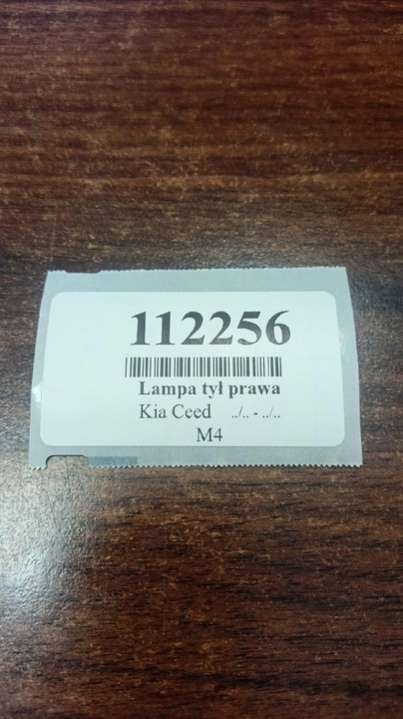 112256
Lampa tył prawa
Kia Ceed ../.. - ../..
M4